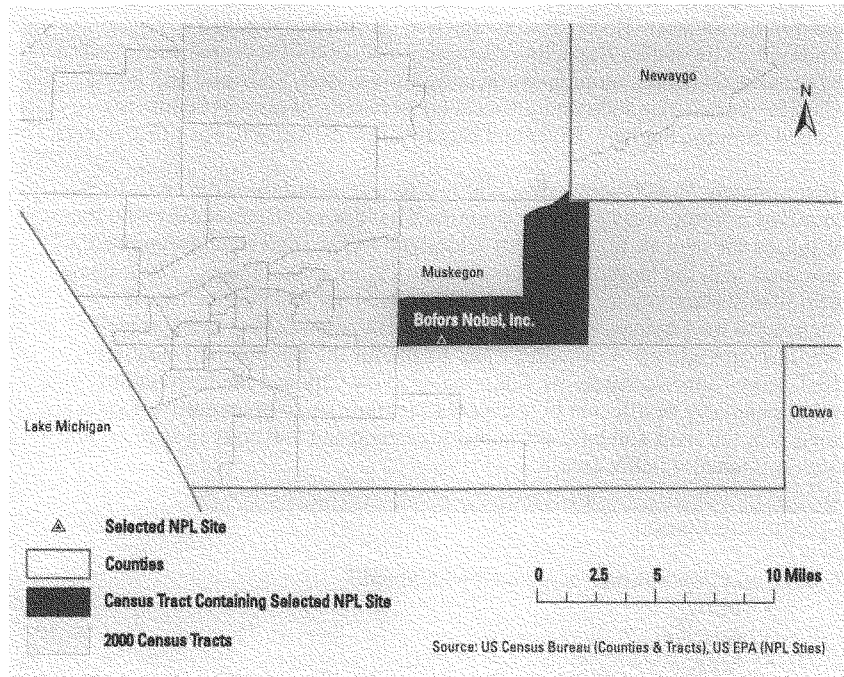 Newaygo
N
Muskegon
Bofors Nobel, Inc.
Ottawa
Lake Michigan
Selected NPL Site
Counties
Census Tract Containing Selected NPL Site
2000 Census Tracts
0 2.5 5 10 Miles
Source: US Census Bureau (Counties & Tracts), US EPA (NPL Sties)